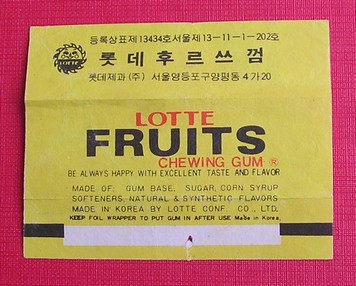 등록상표제13434호서울제13-11-1-202호
LOTTE
롯데후르쓰껌
롯데제과(주) 서울영등포구양평동4가20
LOTTE
FRUITS
CHEWING GUM ®
BE ALWAYS HAPPY WITH EXCELLENT TASTE AND FLAVOR
MADE OF GUM BASE, SUGAR, CORN SYRUP
SOFTENERS, NATURAL & SYNTHETIC FLAVORS
MADE IN KOREA BY LOTTE CONF. CO., LTD.
KEEP FOIL WRAPPER TO PUT GUM IN AFTER USE Made in Korea